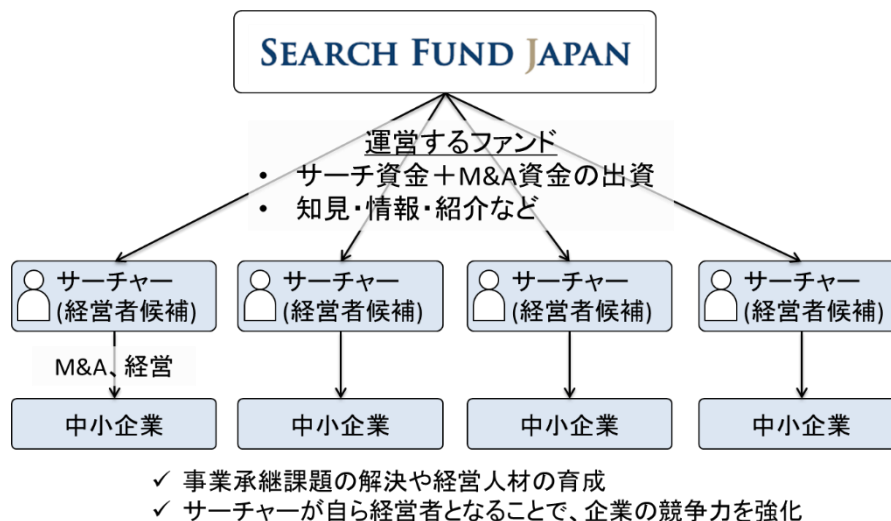 SEARCH FUND JAPAN
運営するファンド
• サーチ資金＋M&A資金の出資
• 知見・情報・紹介など
サーチャー
(経営者候補)
サーチャー
(経営者候補)
サーチャー
(経営者候補)
サーチャー
(経営者候補)
M&A、経営
中小企業
中小企業
中小企業
中小企業
✓ 事業承継課題の解決や経営人材の育成
✓ サーチャーが自ら経営者となることで、企業の競争力を強化